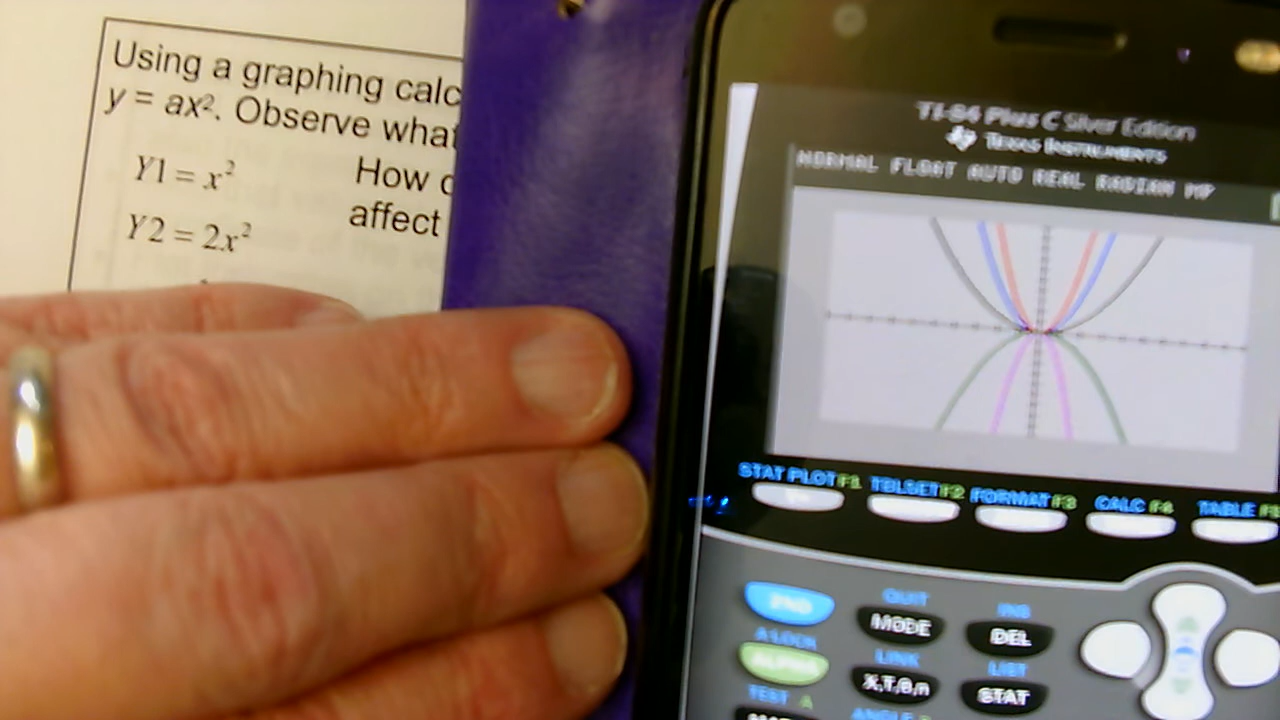 Using a graphing calc
y = ax². Observe what
Y1 = x²
How
affect
Y2 = 2x²
TI-84 Plus C Silver Edition
TEXAS INSTRUMENTS
NORMAL FLOAT AUTO REAL RADIAN MP
STAT PLOT F1 TBLSET F2 FORMAT F3 CALC F4 TABLE F5
2ND QUIT INS
MODE DEL
A-LOCK LINK LIST
ALPHA X,T,θ,n STAT
TEST A ANGLE